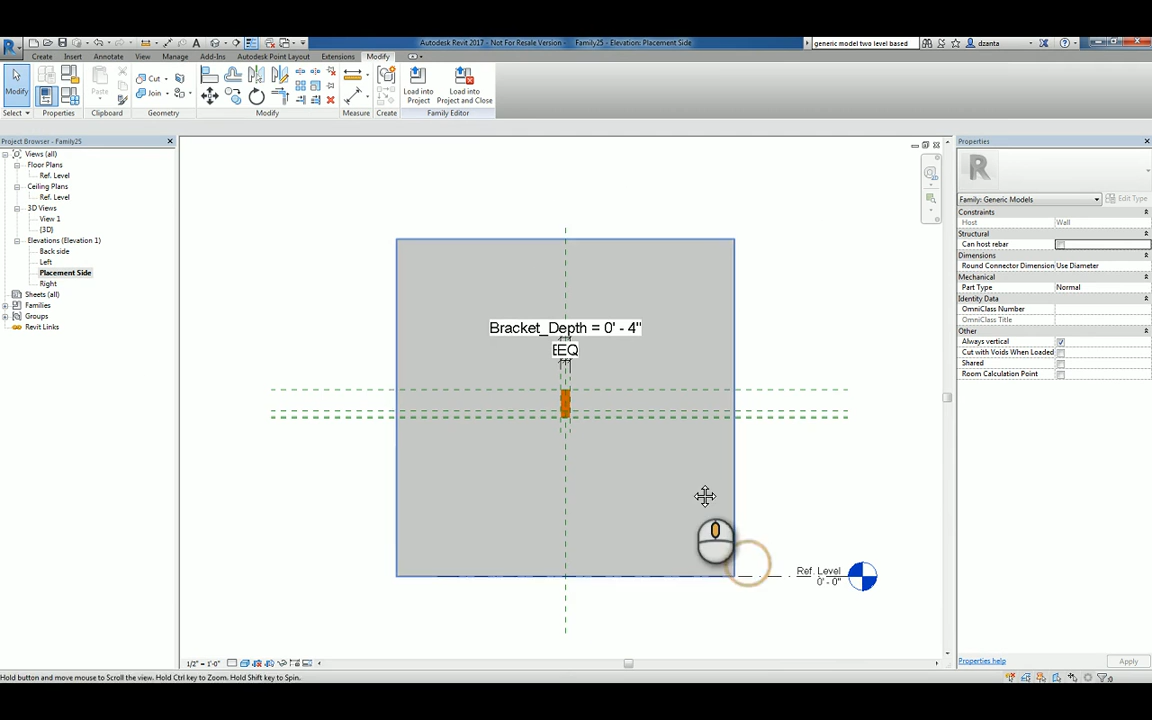 Autodesk Revit 2017 - Not For Resale Version - Family25 - Elevation: Placement Side
generic model two level based
dzanta
Create Insert Annotate View Manage Add-Ins Autodesk Point Layout Extensions Modify
Modify
Paste
Cut
Join
Load into Project
Load into Project and Close
Select Properties Clipboard Geometry Modify Measure Create Family Editor
Project Browser - Family25
Views (all)
Floor Plans
Ref. Level
Ceiling Plans
Ref. Level
3D Views
View 1
{3D}
Elevations (Elevation 1)
Back side
Left
Placement Side
Right
Sheets (all)
Families
Groups
Revit Links
Bracket_Depth = 0' - 4"
EEQ
Ref. Level
0' - 0"
Properties
R
Family: Generic Models
Edit Type
Constraints
Host Wall
Structural
Can host rebar
Dimensions
Round Connector Dimension Use Diameter
Mechanical
Part Type Normal
Identity Data
OmniClass Number
OmniClass Title
Other
Always vertical
Cut with Voids When Loaded
Shared
Room Calculation Point
Properties help
Apply
1/2" = 1'-0"
Hold button and move mouse to Scroll the view. Hold Ctrl key to Zoom. Hold Shift key to Spin.